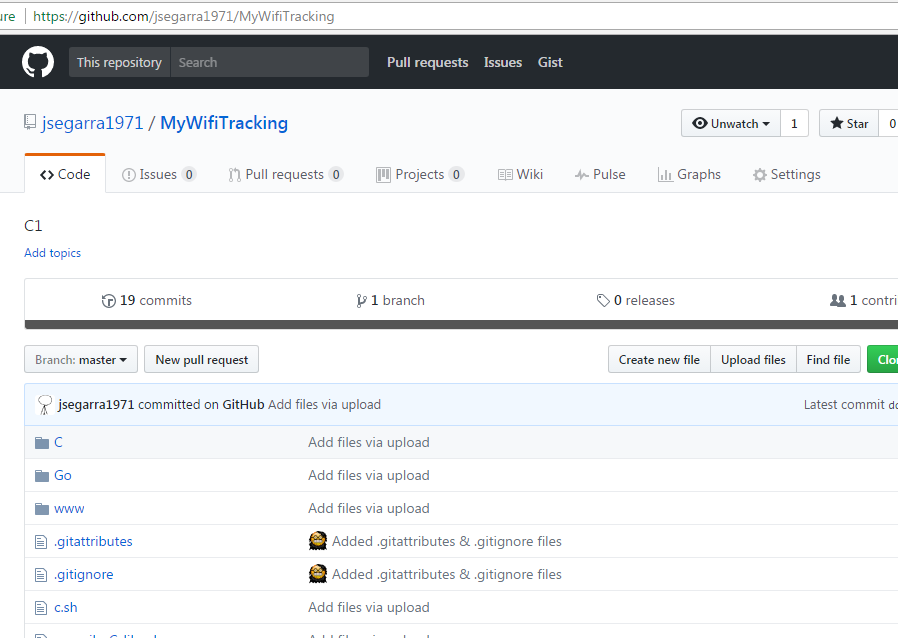 ure https://github.com/jsegarra1971/MyWifiTracking
This repository Search Pull requests Issues Gist
jsegarra1971 / MyWifiTracking Unwatch 1 Star 0
Code Issues 0 Pull requests 0 Projects 0 Wiki Pulse Graphs Settings
C1
Add topics
19 commits 1 branch 0 releases 1 contri
Branch: master New pull request Create new file Upload files Find file Clo
jsegarra1971 committed on GitHub Add files via upload Latest commit
C Add files via upload
Go Add files via upload
www Add files via upload
.gitattributes Added .gitattributes & .gitignore files
.gitignore Added .gitattributes & .gitignore files
c.sh Add files via upload